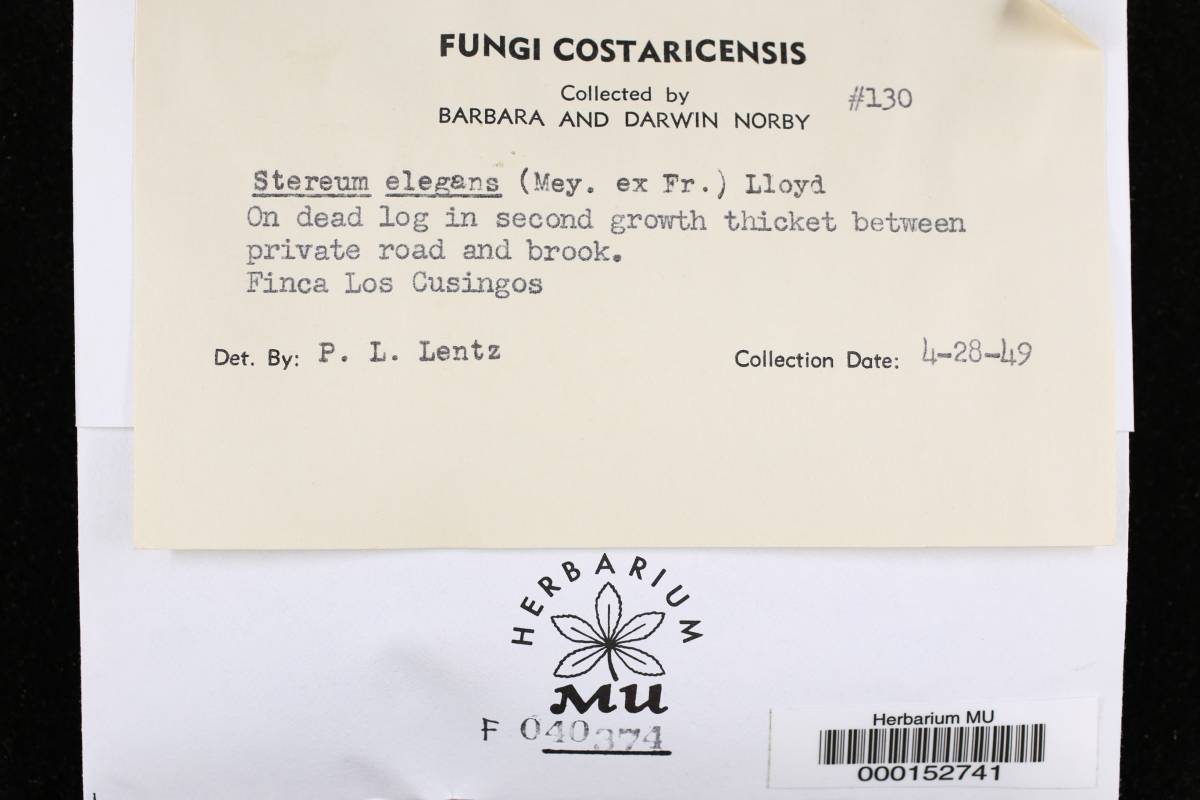 FUNGI COSTARICENSIS
Collected by #130
BARBARA AND DARWIN NORBY
Stereum elegans (Mey. ex Fr.) Lloyd
On dead log in second growth thicket between
private road and brook.
Finca Los Cusingos
Det. By: P. L. Lentz Collection Date: 4-28-49
HERBARIUM
MU
F 040374
Herbarium MU
000152741